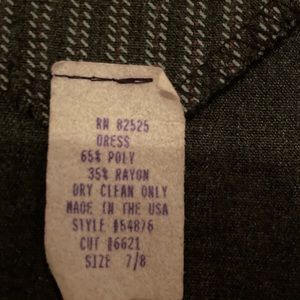 RN 82525
DRESS
65% POLY
35% RAYON
DRY CLEAN ONLY
MADE IN THE USA
STYLE #54876
CUT #6621
SIZE 7/8